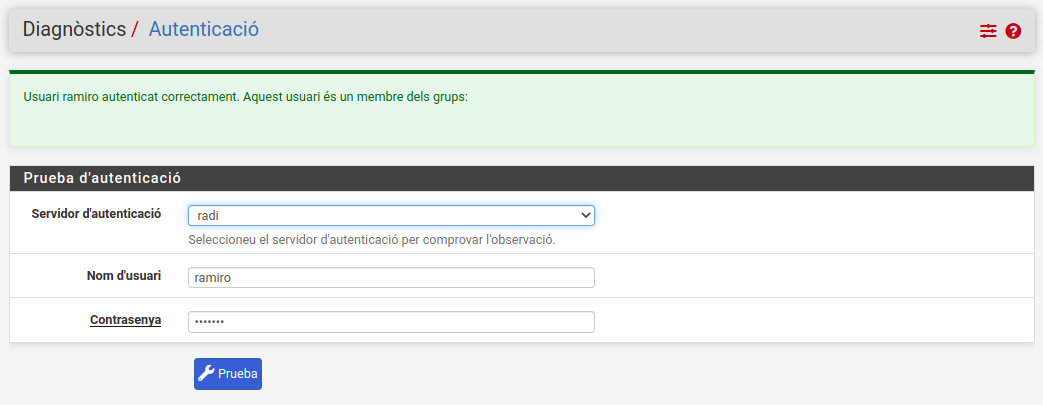 Diagnòstics / Autenticació
Usuari ramiro autenticat correctament. Aquest usuari és un membre dels grups:
Prueba d'autenticació
Servidor d'autenticació
radi
Seleccioneu el servidor d'autenticació per comprovar l'observació.
Nom d'usuari
ramiro
Contrasenya
•••••••
Prueba